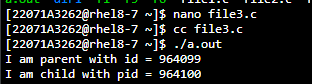 [22071A3262@rhel8-7 ~]$ nano file3.c
[22071A3262@rhel8-7 ~]$ cc file3.c
[22071A3262@rhel8-7 ~]$ ./a.out
I am parent with id = 964099
I am child with pid = 964100